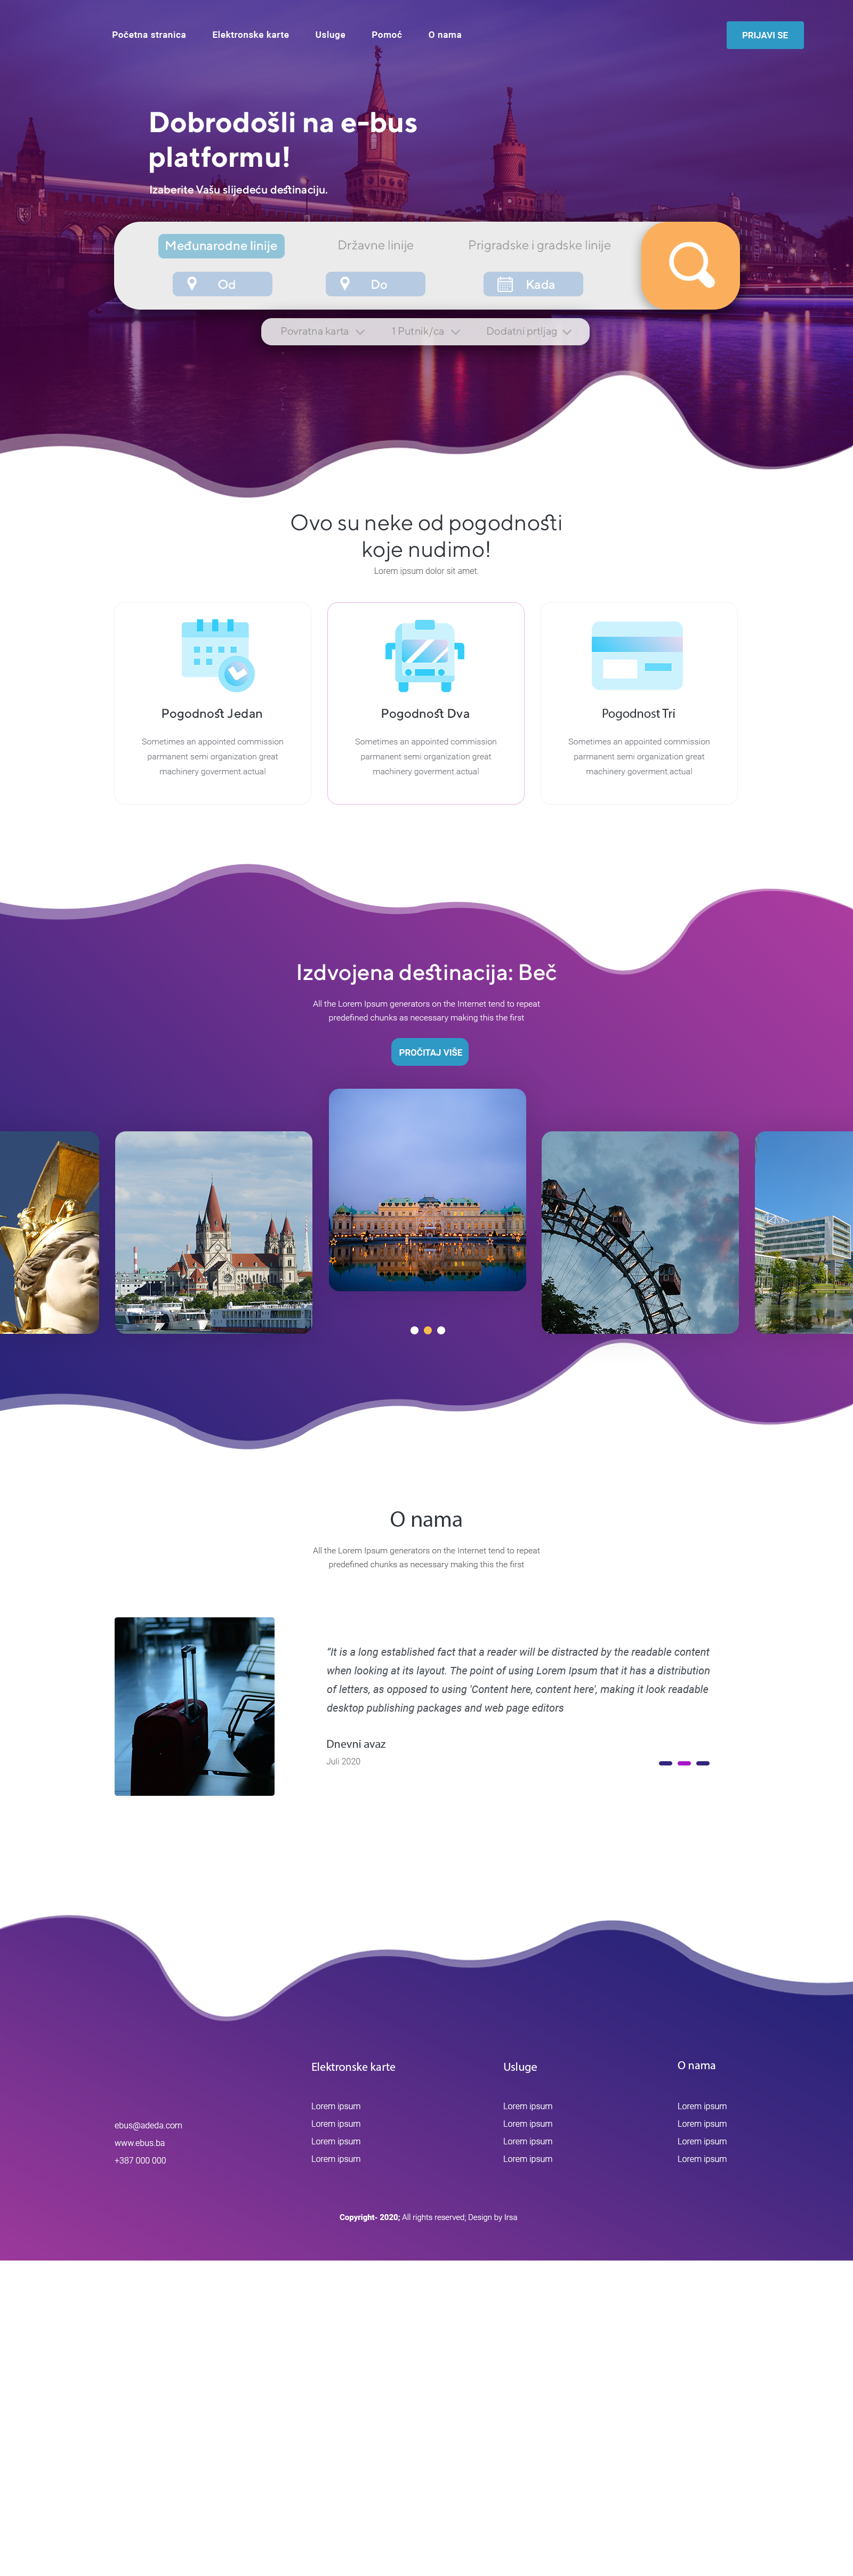 Početna stranica Elektronske karte Usluge Pomoć O nama PRIJAVI SE
Dobrodošli na e-bus
platformu!
Izaberite Vašu slijedeću destinaciju.
Međunarodne linije Državne linije Prigradske i gradske linije
Od Do Kada
Povratna karta 1 Putnik/ca Dodatni prtljag
Ovo su neke od pogodnosti
koje nudimo!
Lorem ipsum dolor sit amet.
Pogodnost Jedan
Sometimes an appointed commission
parmanent semi organization great
machinery goverment.actual
Pogodnost Dva
Sometimes an appointed commission
parmanent semi organization great
machinery goverment.actual
Pogodnost Tri
Sometimes an appointed commission
parmanent semi organization great
machinery goverment.actual
Izdvojena destinacija: Beč
All the Lorem Ipsum generators on the Internet tend to repeat
predefined chunks as necessary making this the first
PROČITAJ VIŠE
O nama
All the Lorem Ipsum generators on the Internet tend to repeat
predefined chunks as necessary making this the first
“It is a long established fact that a reader will be distracted by the readable content
when looking at its layout. The point of using Lorem Ipsum that it has a distribution
of letters, as opposed to using 'Content here, content here', making it look readable
desktop publishing packages and web page editors
Dnevni avaz
Juli 2020
ebus@adeda.com
www.ebus.ba
+387 000 000
Elektronske karte
Lorem ipsum
Lorem ipsum
Lorem ipsum
Lorem ipsum
Usluge
Lorem ipsum
Lorem ipsum
Lorem ipsum
Lorem ipsum
O nama
Lorem ipsum
Lorem ipsum
Lorem ipsum
Lorem ipsum
Copyright- 2020; All rights reserved; Design by Irsa